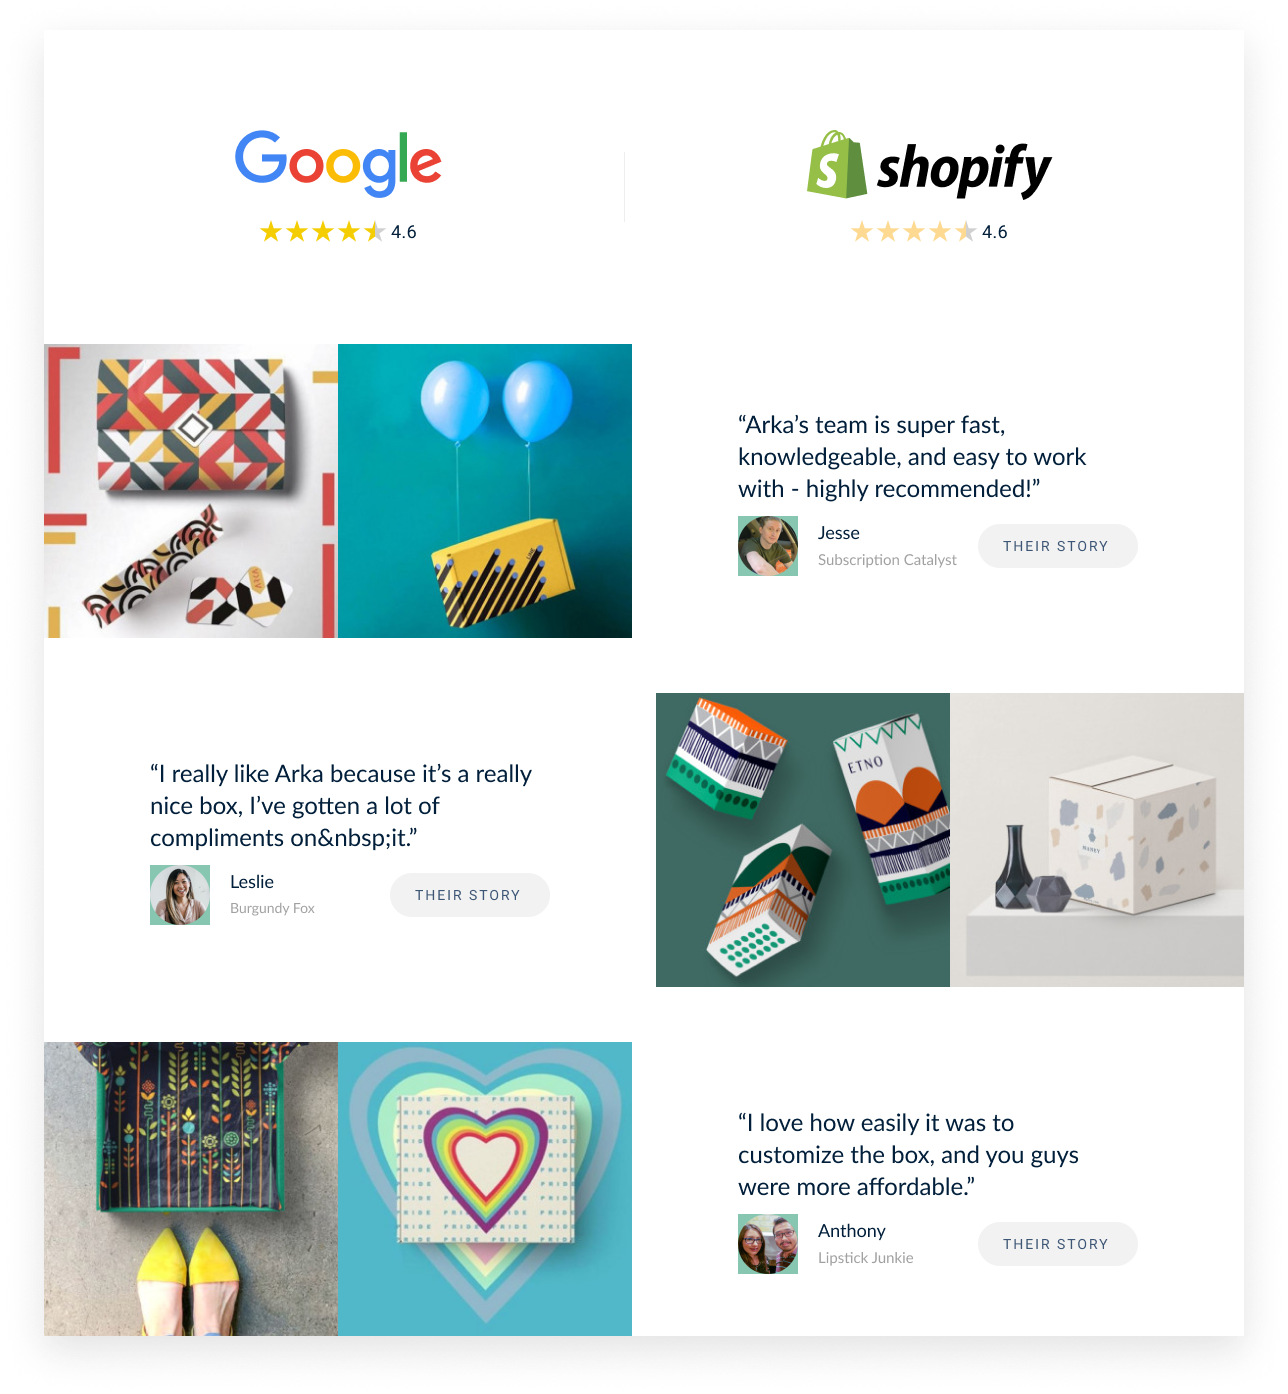 Google
shopify
4.6
4.6
“Arka’s team is super fast,
knowledgeable, and easy to work
with - highly recommended!”
Jesse
Subscription Catalyst
THEIR STORY
“I really like Arka because it’s a really
nice box, I’ve gotten a lot of
compliments on&nbsp;it.”
Leslie
Burgundy Fox
THEIR STORY
ETNO
“I love how easily it was to
customize the box, and you guys
were more affordable.”
Anthony
Lipstick Junkie
THEIR STORY
PRIDE PRIDE PRIDE